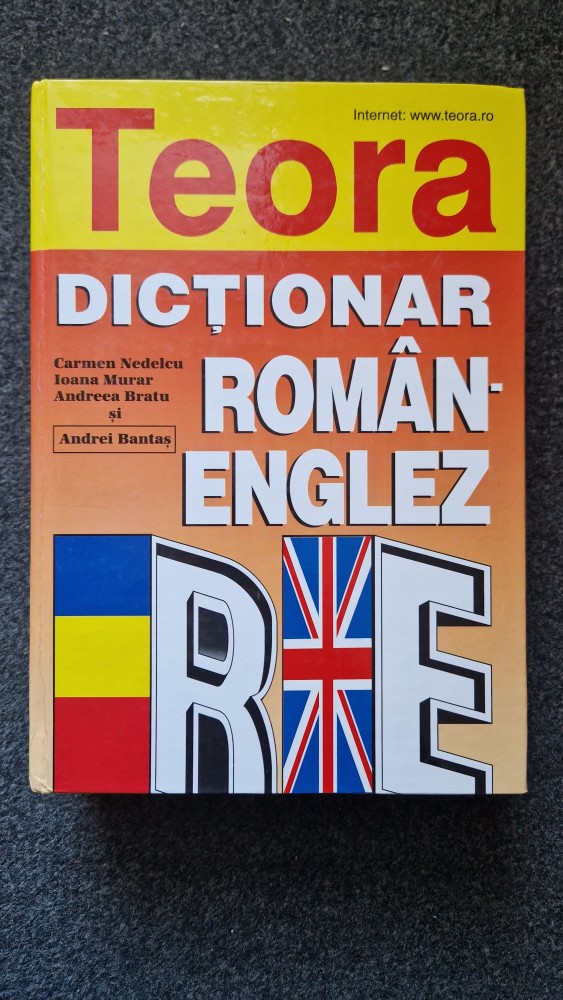 Internet: www.teora.ro
Teora
DICȚIONAR
Carmen Nedelcu
Ioana Murar
Andreea Bratu
și
Andrei Bantaș
ROMÂN-
ENGLEZ
R E